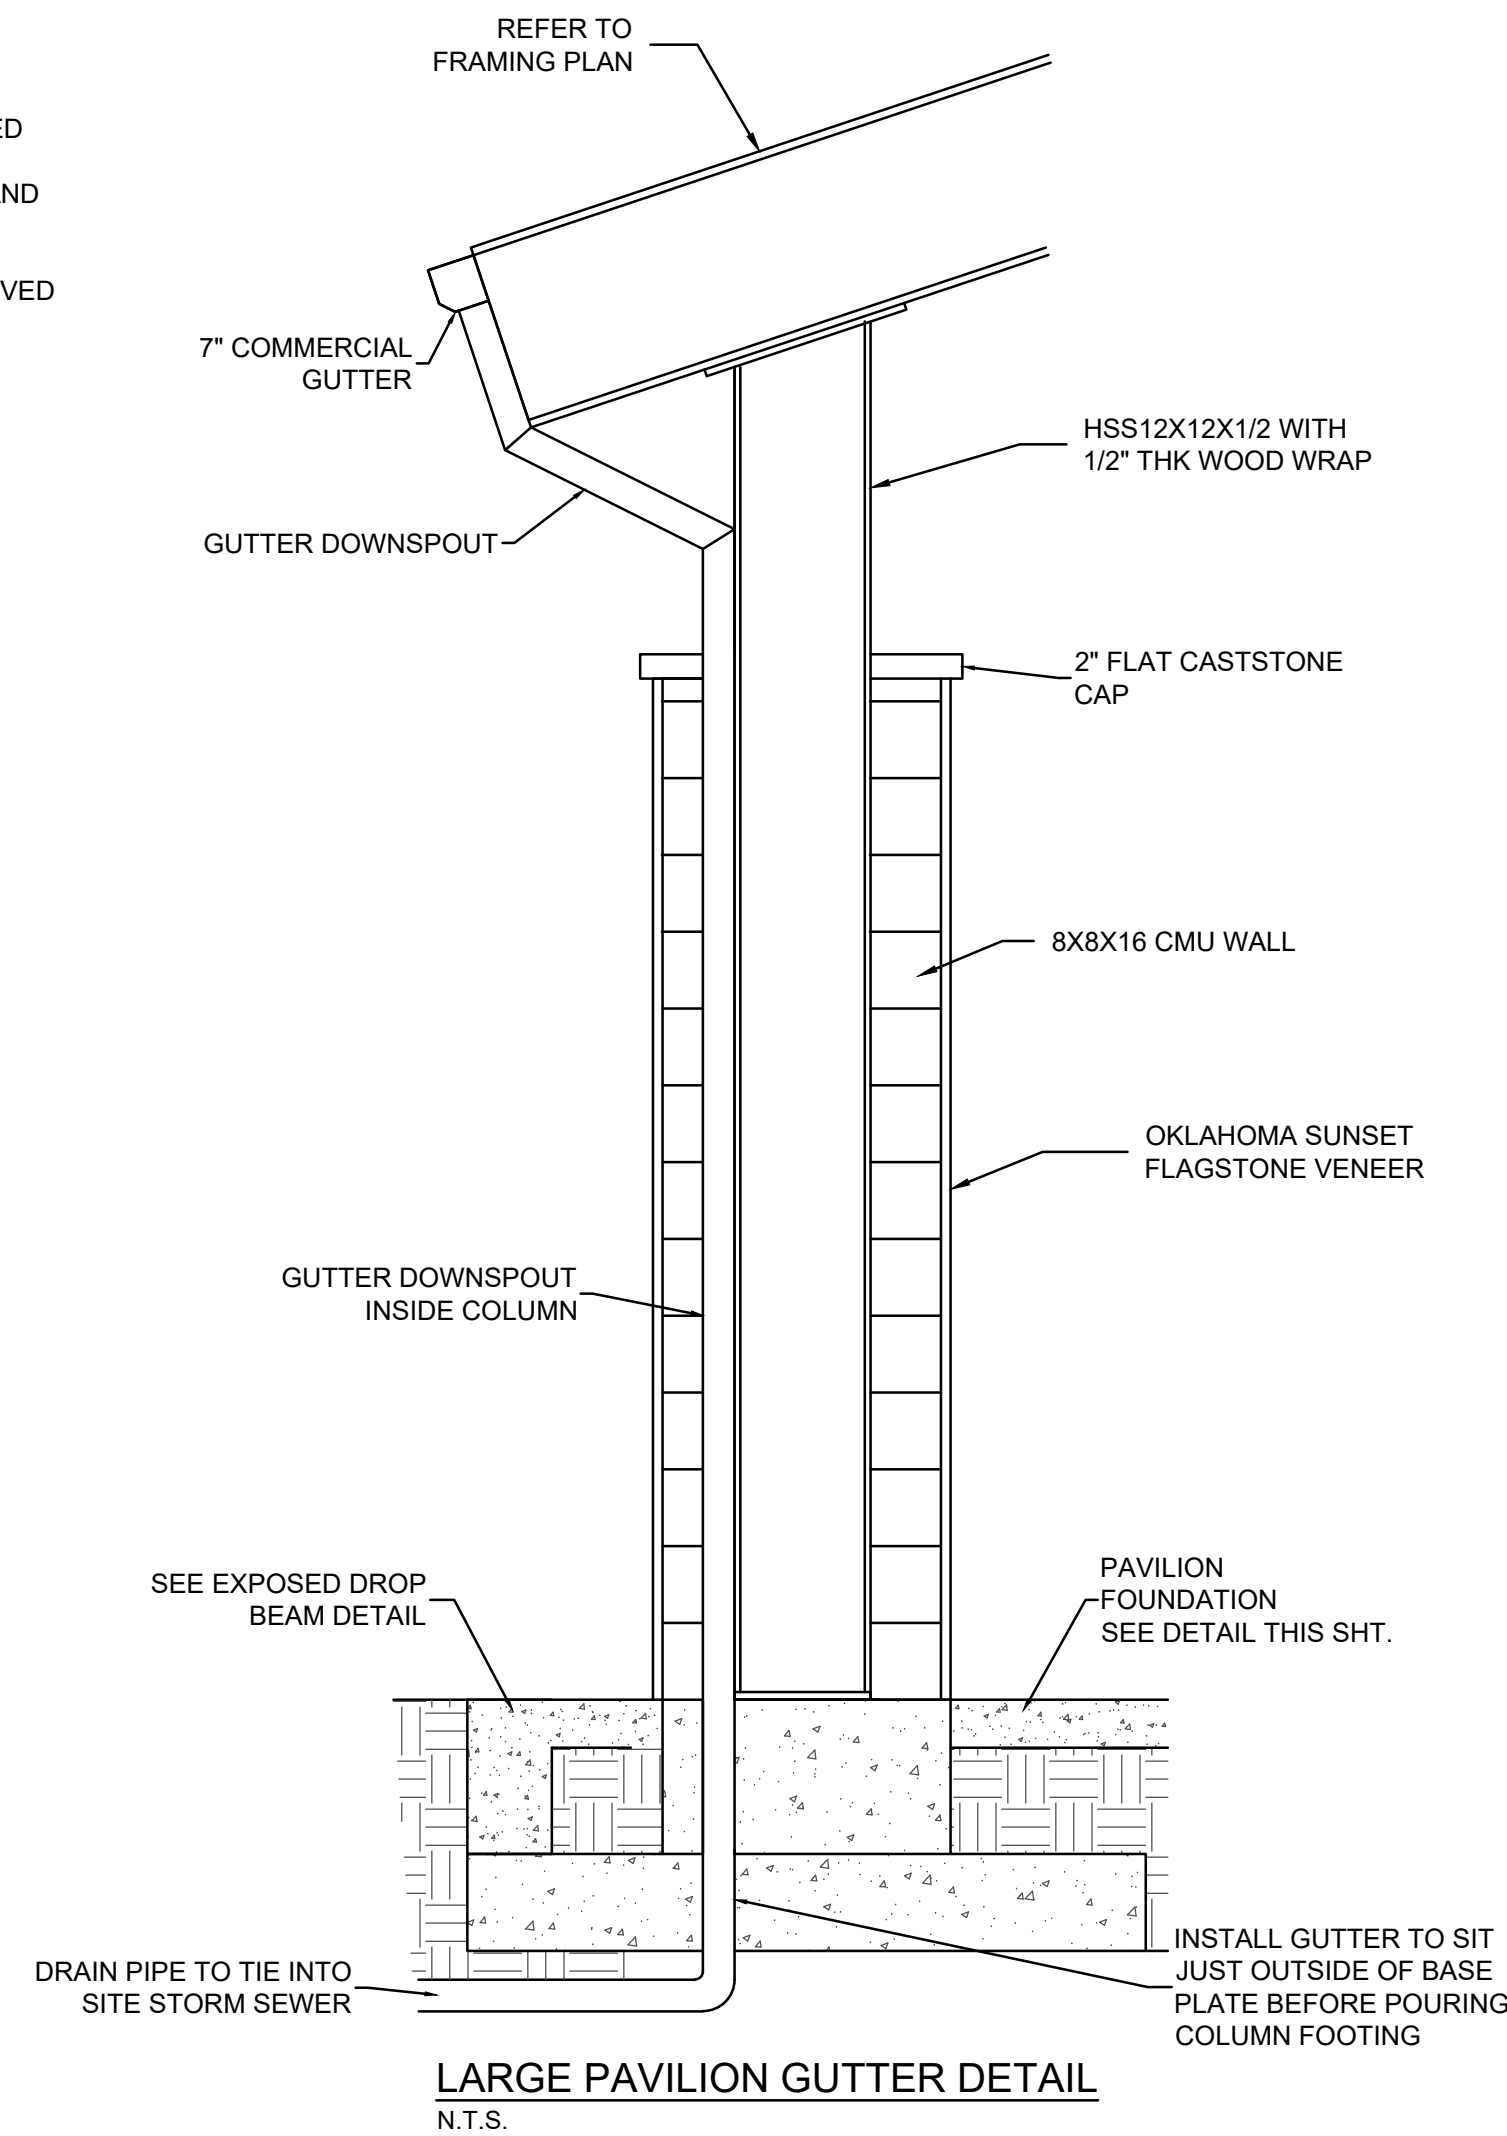 REFER TO
FRAMING PLAN
ED
AND
VED
7" COMMERCIAL
GUTTER
HSS12X12X1/2 WITH
1/2" THK WOOD WRAP
GUTTER DOWNSPOUT
2" FLAT CASTSTONE
CAP
8X8X16 CMU WALL
OKLAHOMA SUNSET
FLAGSTONE VENEER
GUTTER DOWNSPOUT
INSIDE COLUMN
SEE EXPOSED DROP
BEAM DETAIL
PAVILION
FOUNDATION
SEE DETAIL THIS SHT.
DRAIN PIPE TO TIE INTO
SITE STORM SEWER
INSTALL GUTTER TO SIT
JUST OUTSIDE OF BASE
PLATE BEFORE POURING
COLUMN FOOTING
LARGE PAVILION GUTTER DETAIL
N.T.S.